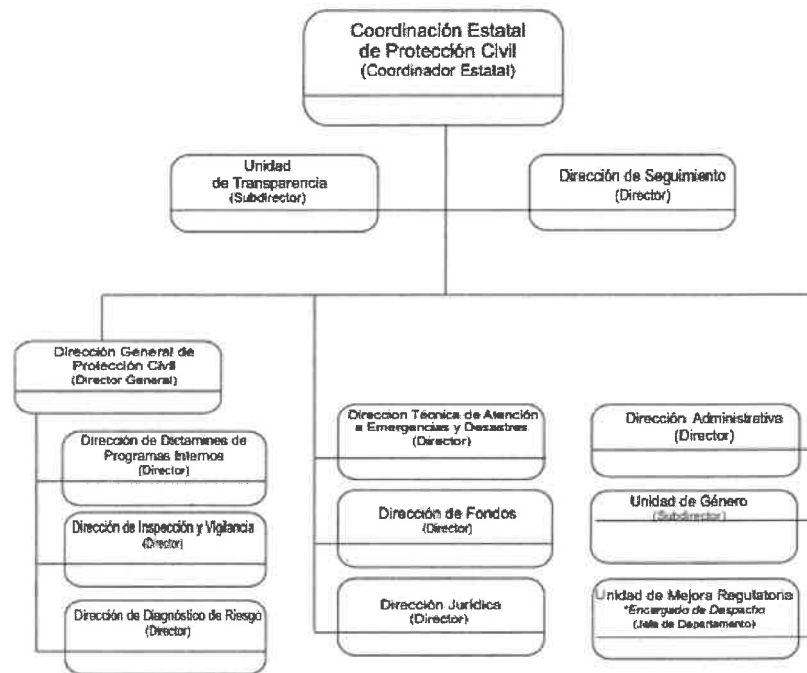 Coordinación Estatal
de Protección Civil
(Coordinador Estatal)
Unidad
de Transparencia
(Subdirector)
Dirección de Seguimiento
(Director)
Dirección General de
Protección Civil
(Director General)
Dirección de Dictamines de
Programas Internos
(Director)
Dirección de Inspección y Vigilancia
(Director)
Dirección de Diagnóstico de Riesgo
(Director)
Direccion Técnica de Atención
a Emergencias y Desastres
(Director)
Dirección de Fondos
(Director)
Dirección Jurídica
(Director)
Dirección Administrativa
(Director)
Unidad de Género
(Subdirector)
Unidad de Mejora Regulatoria
*Encargado de Despacho
(Jefe de Departamento)